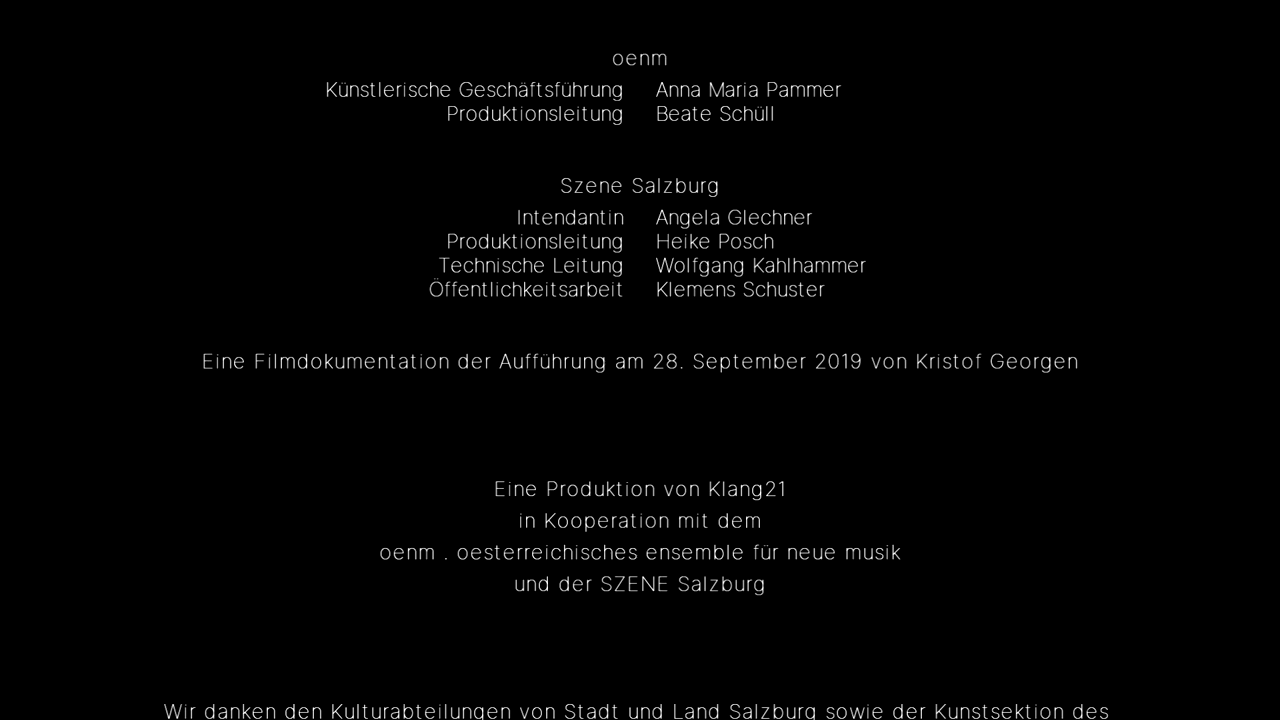 oenm
Künstlerische Geschäftsführung Anna Maria Pammer
Produktionsleitung Beate Schüll
Szene Salzburg
Intendantin Angela Glechner
Produktionsleitung Heike Posch
Technische Leitung Wolfgang Kahlhammer
Öffentlichkeitsarbeit Klemens Schuster
Eine Filmdokumentation der Aufführung am 28. September 2019 von Kristof Georgen
Eine Produktion von Klang21
in Kooperation mit dem
oenm . oesterreichisches ensemble für neue musik
und der SZENE Salzburg
Wir danken den Kulturabteilungen von Stadt und Land Salzburg sowie der Kunstsektion des